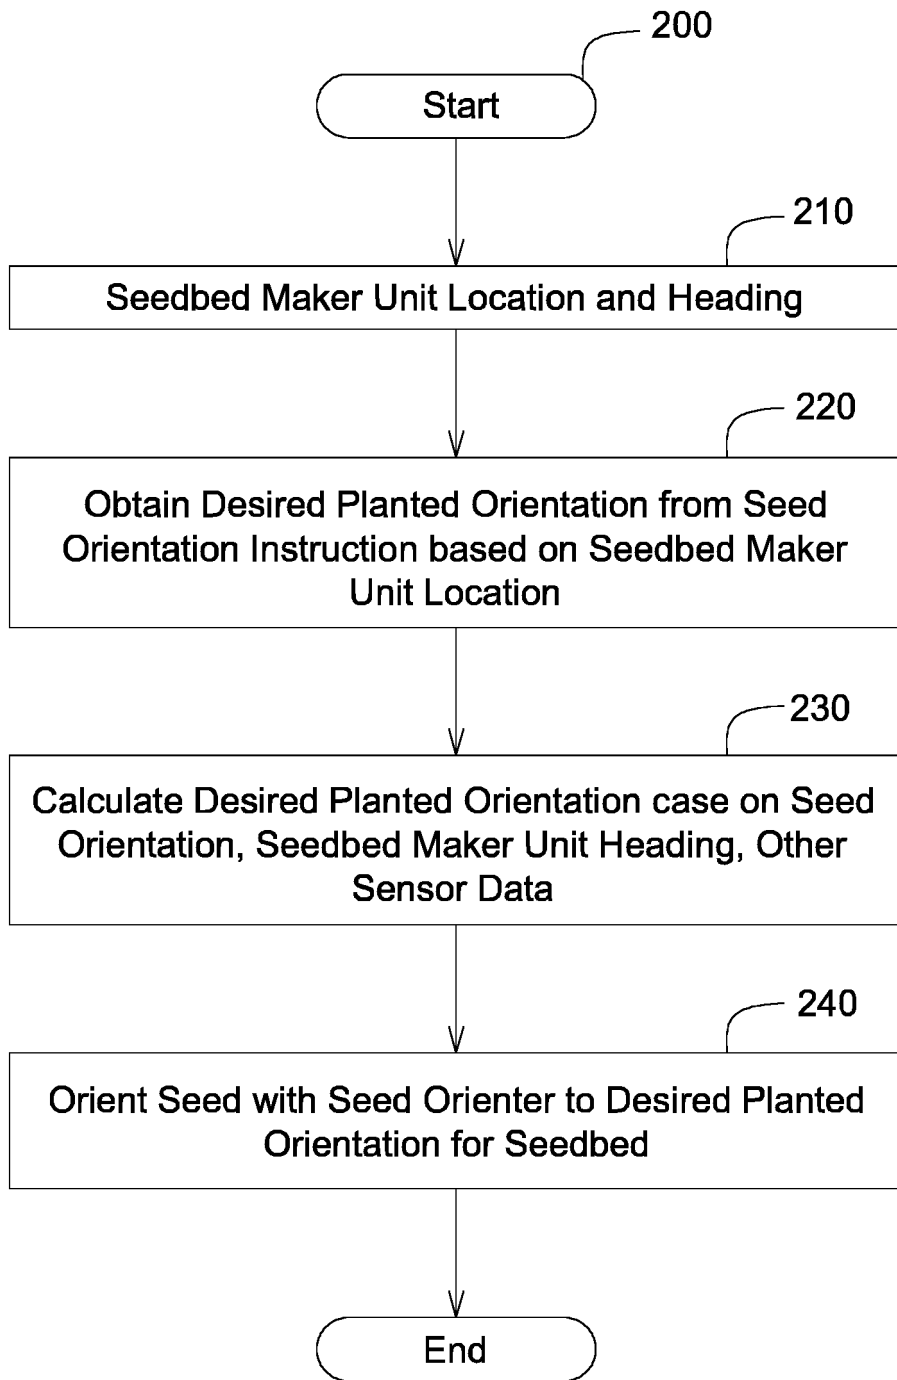 200
Start
210
Seedbed Maker Unit Location and Heading
220
Obtain Desired Planted Orientation from Seed
Orientation Instruction based on Seedbed Maker
Unit Location
230
Calculate Desired Planted Orientation case on Seed
Orientation, Seedbed Maker Unit Heading, Other
Sensor Data
240
Orient Seed with Seed Orienter to Desired Planted
Orientation for Seedbed
End